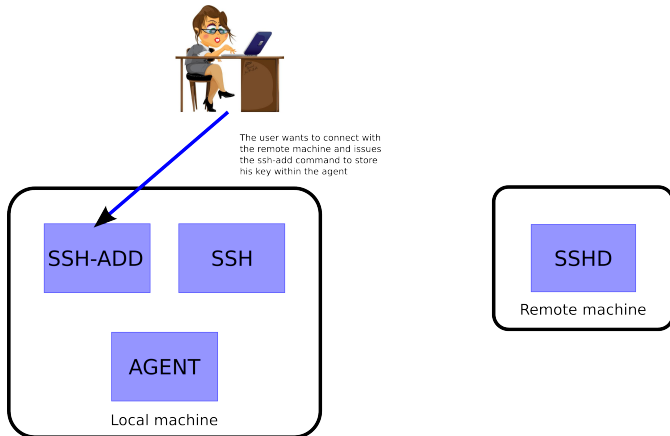 The user wants to connect with
the remote machine and issues
the ssh-add command to store
his key within the agent
SSH-ADD
SSH
SSHD
Remote machine
AGENT
Local machine